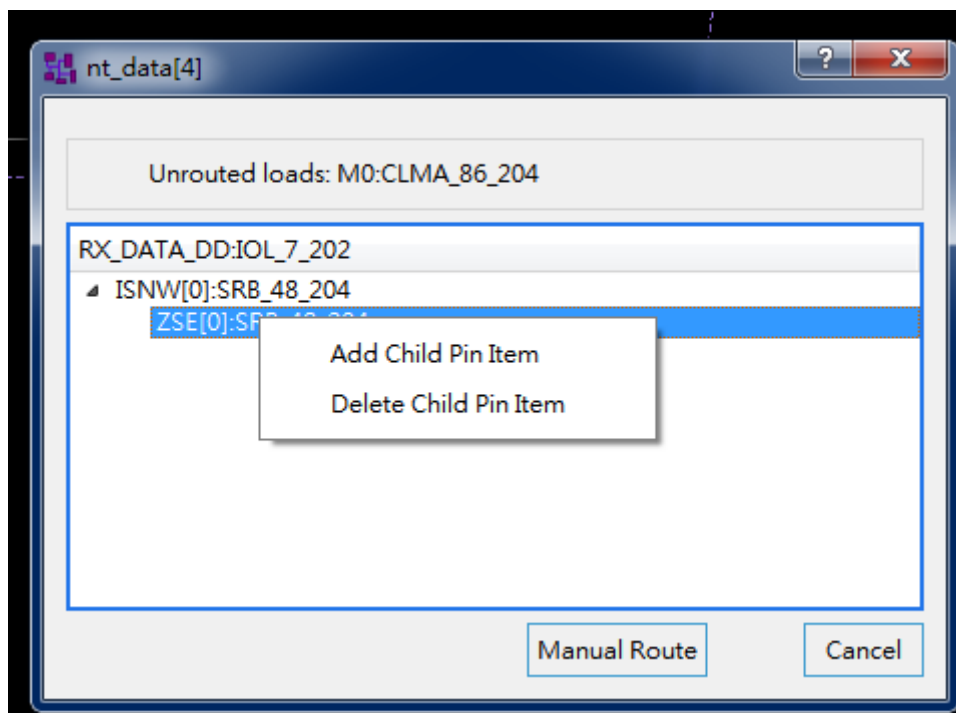 nt_data[4]
?
X
Unrouted loads: M0:CLMA_86_204
RX_DATA_DD:IOL_7_202
ISNW[0]:SRB_48_204
ZSE[0]:SRB_48_204
Add Child Pin Item
Delete Child Pin Item
Manual Route
Cancel